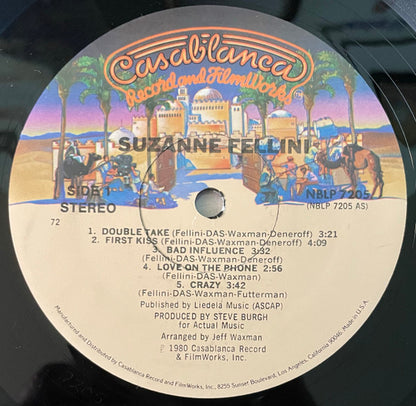 Casablanca
Record and FilmWorks
SUZANNE FELLINI
SIDE 1
STEREO
NBLP 7205
(NBLP 7205 AS)
72
1. DOUBLE TAKE (Fellini-DAS-Waxman-Deneroff) 3:21
2. FIRST KISS (Fellini-DAS-Waxman-Deneroff) 4:09
3. BAD INFLUENCE 3:32
(Fellini-DAS-Waxman-Deneroff)
4. LOVE ON THE PHONE 2:56
(Fellini-DAS-Waxman-Deneroff)
5. CRAZY 3:42
(Fellini-DAS-Waxman-Futterman)
Published by Liedela Music (ASCAP)
PRODUCED BY STEVE BURGH
for Actual Music
Arranged by Jeff Waxman
℗ 1980 Casablanca Record
& FilmWorks, Inc.
Manufactured and Distributed by Casablanca Record and FilmWorks, Inc., 8255 Sunset Boulevard, Los Angeles, California 90046. Made in U.S.A.